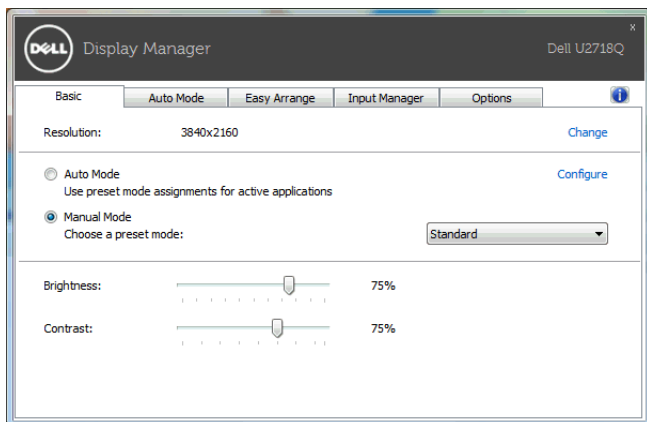 x
DELL Display Manager Dell U2718Q
Basic Auto Mode Easy Arrange Input Manager Options i
Resolution: 3840x2160 Change
Auto Mode Configure
Use preset mode assignments for active applications
Manual Mode
Choose a preset mode: Standard
Brightness: 75%
Contrast: 75%